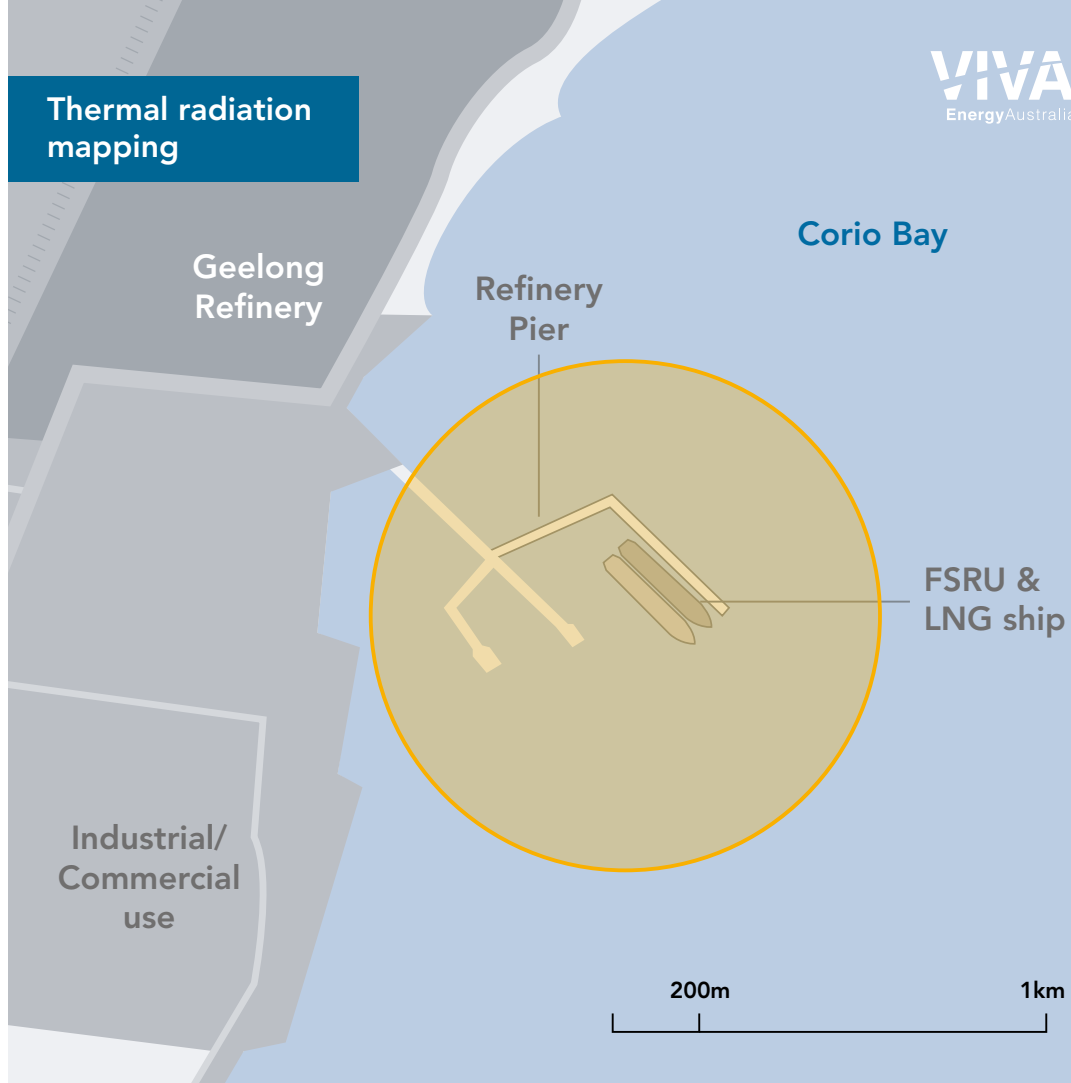 Thermal radiation
mapping
VIVA
EnergyAustralia
Corio Bay
Geelong
Refinery
Refinery
Pier
FSRU &
LNG ship
Industrial/
Commercial
use
200m
1km